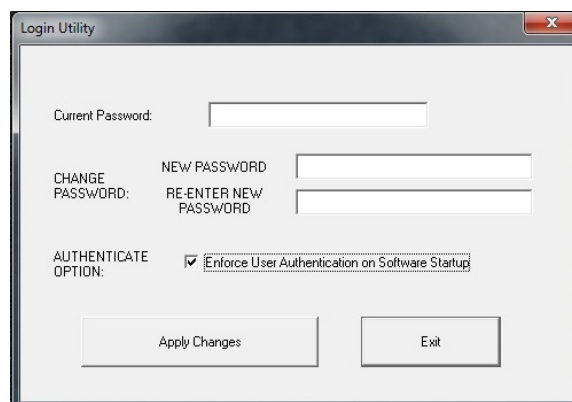 Login Utility
Current Password:
NEW PASSWORD
CHANGE
PASSWORD:
RE-ENTER NEW
PASSWORD
AUTHENTICATE
OPTION:
Enforce User Authentication on Software Startup
Apply Changes
Exit